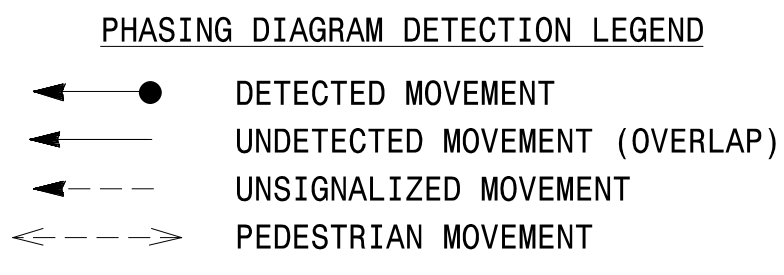 PHASING DIAGRAM DETECTION LEGEND
DETECTED MOVEMENT
UNDETECTED MOVEMENT (OVERLAP)
UNSIGNALIZED MOVEMENT
PEDESTRIAN MOVEMENT